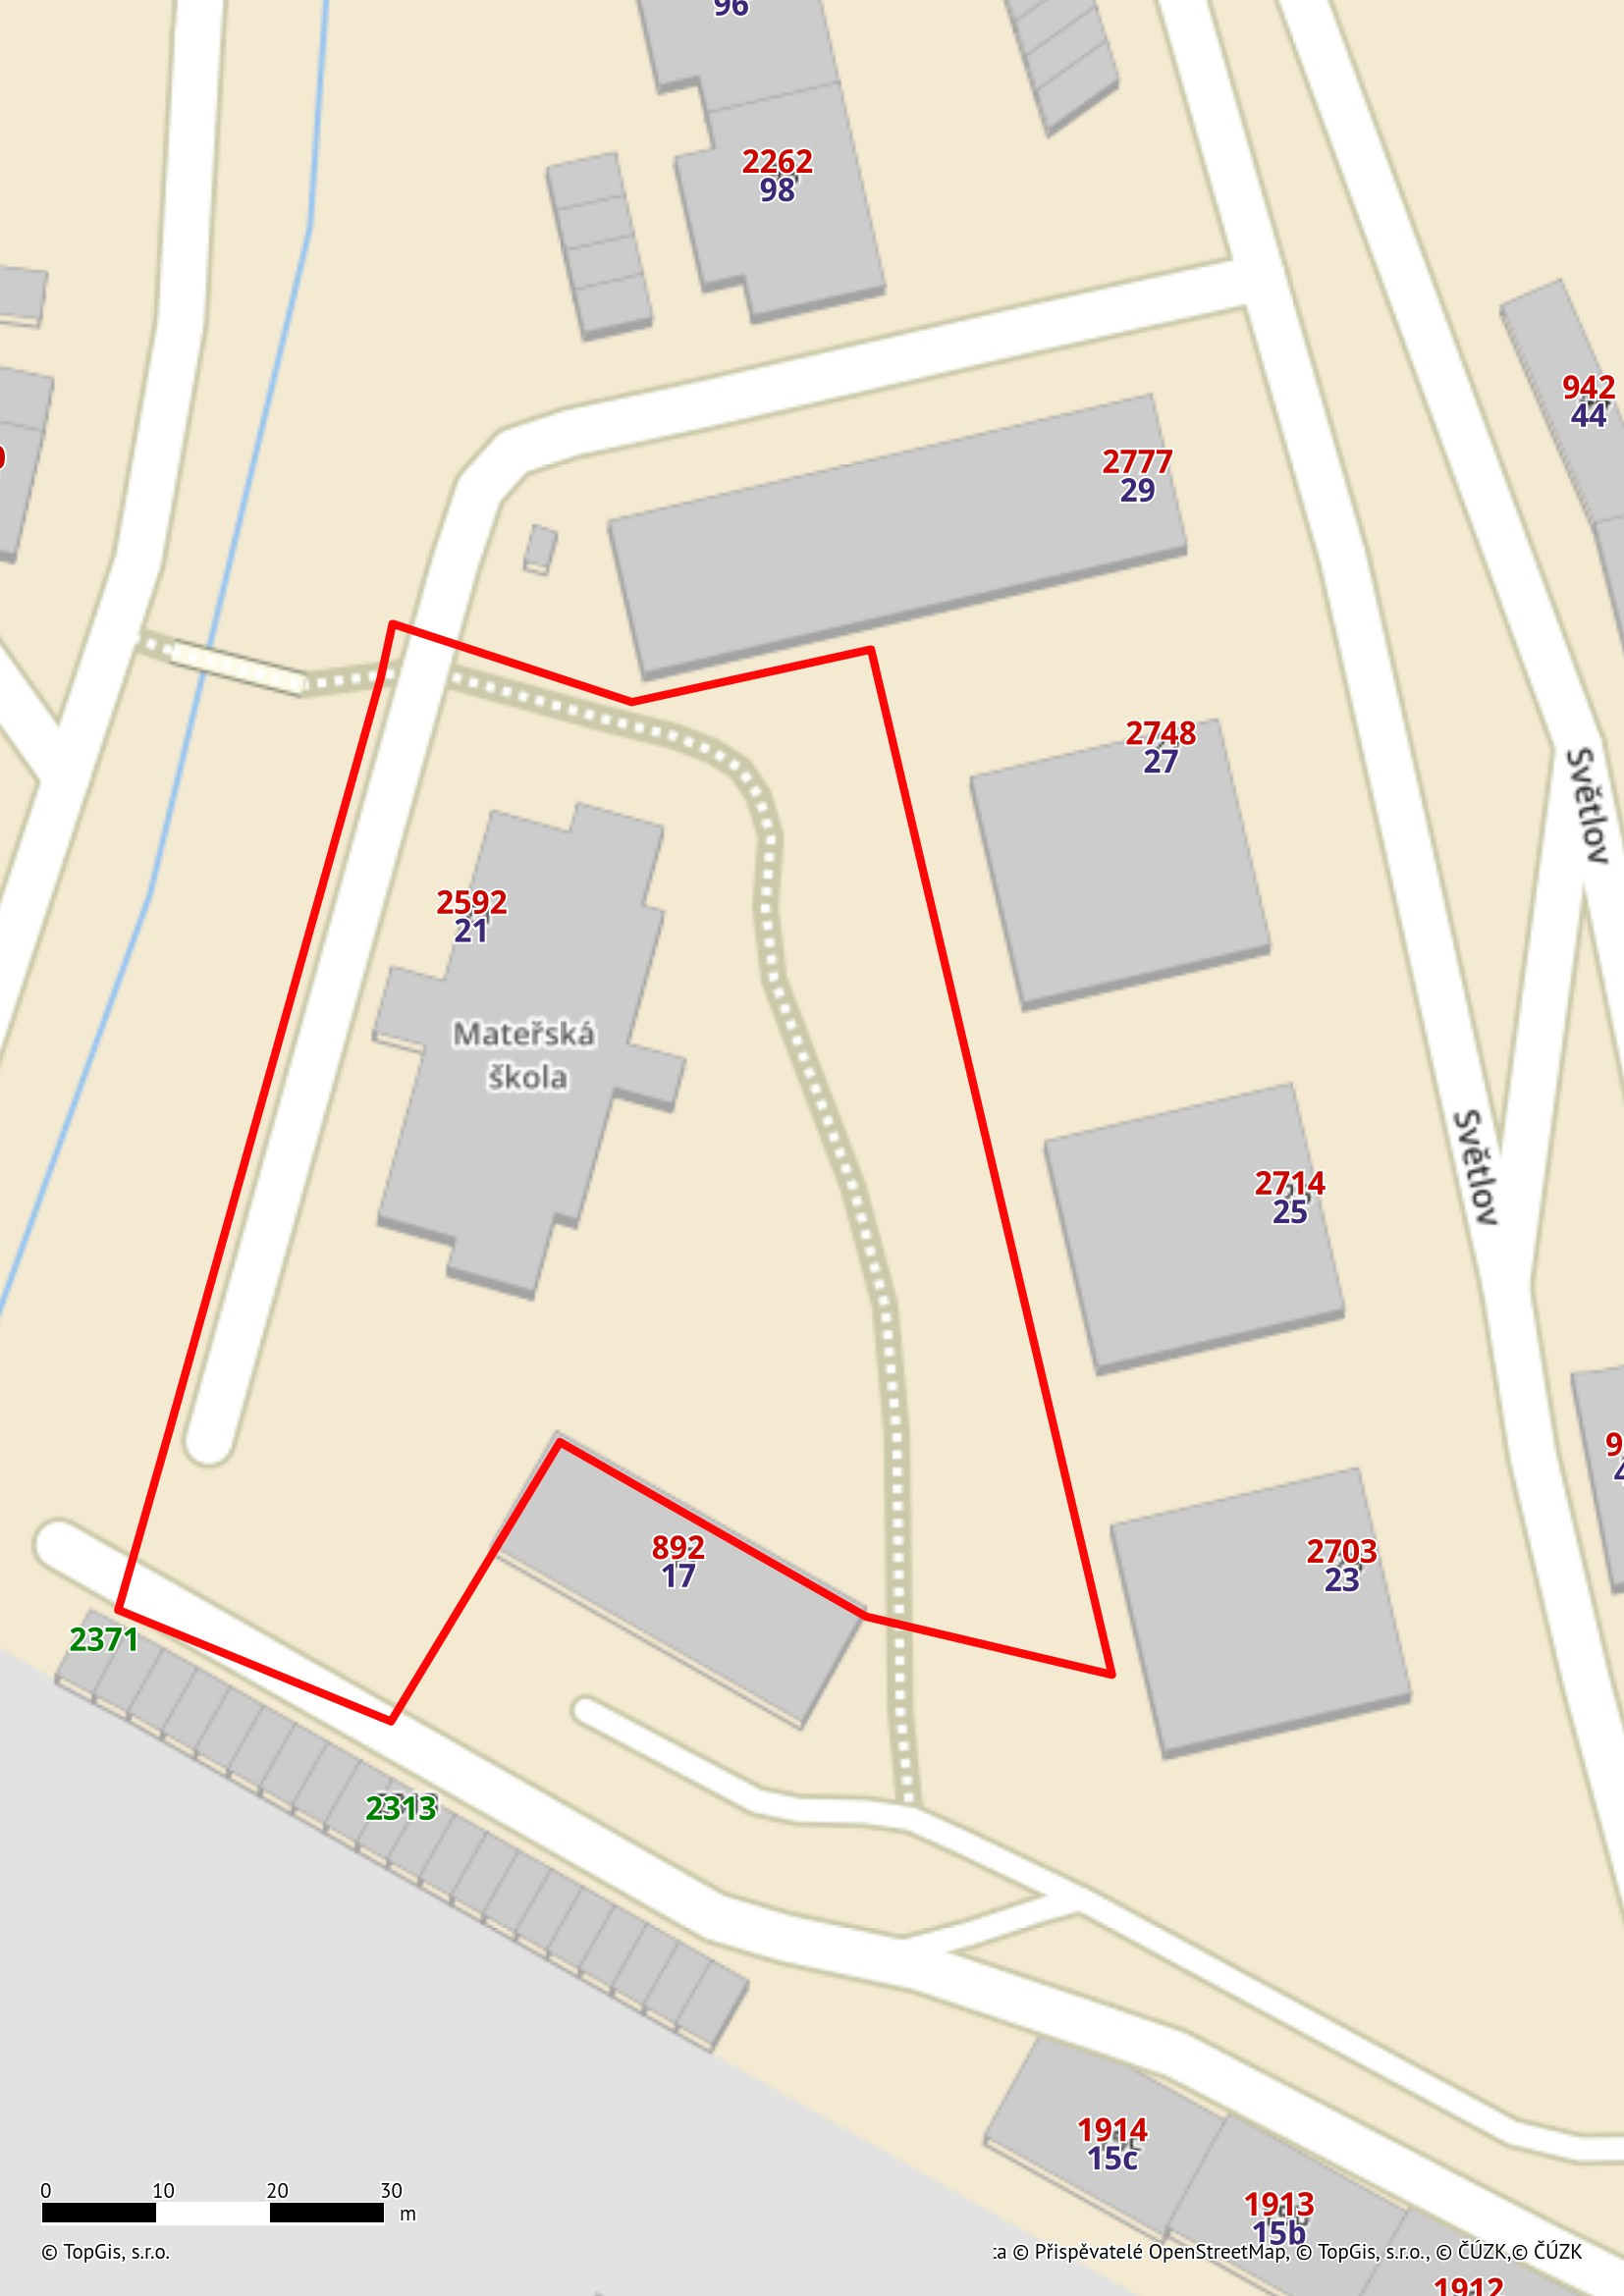 96
2262
98
942
44
2777
29
2748
27
Světlov
2592
21
Mateřská
škola
Světlov
2714
25
892
17
2703
23
2371
2313
1914
15c
1913
15b
0 10 20 30
m
© TopGis, s.r.o.
© Přispěvatelé OpenStreetMap, © TopGis, s.r.o., © ČÚZK,© ČÚZK
1912